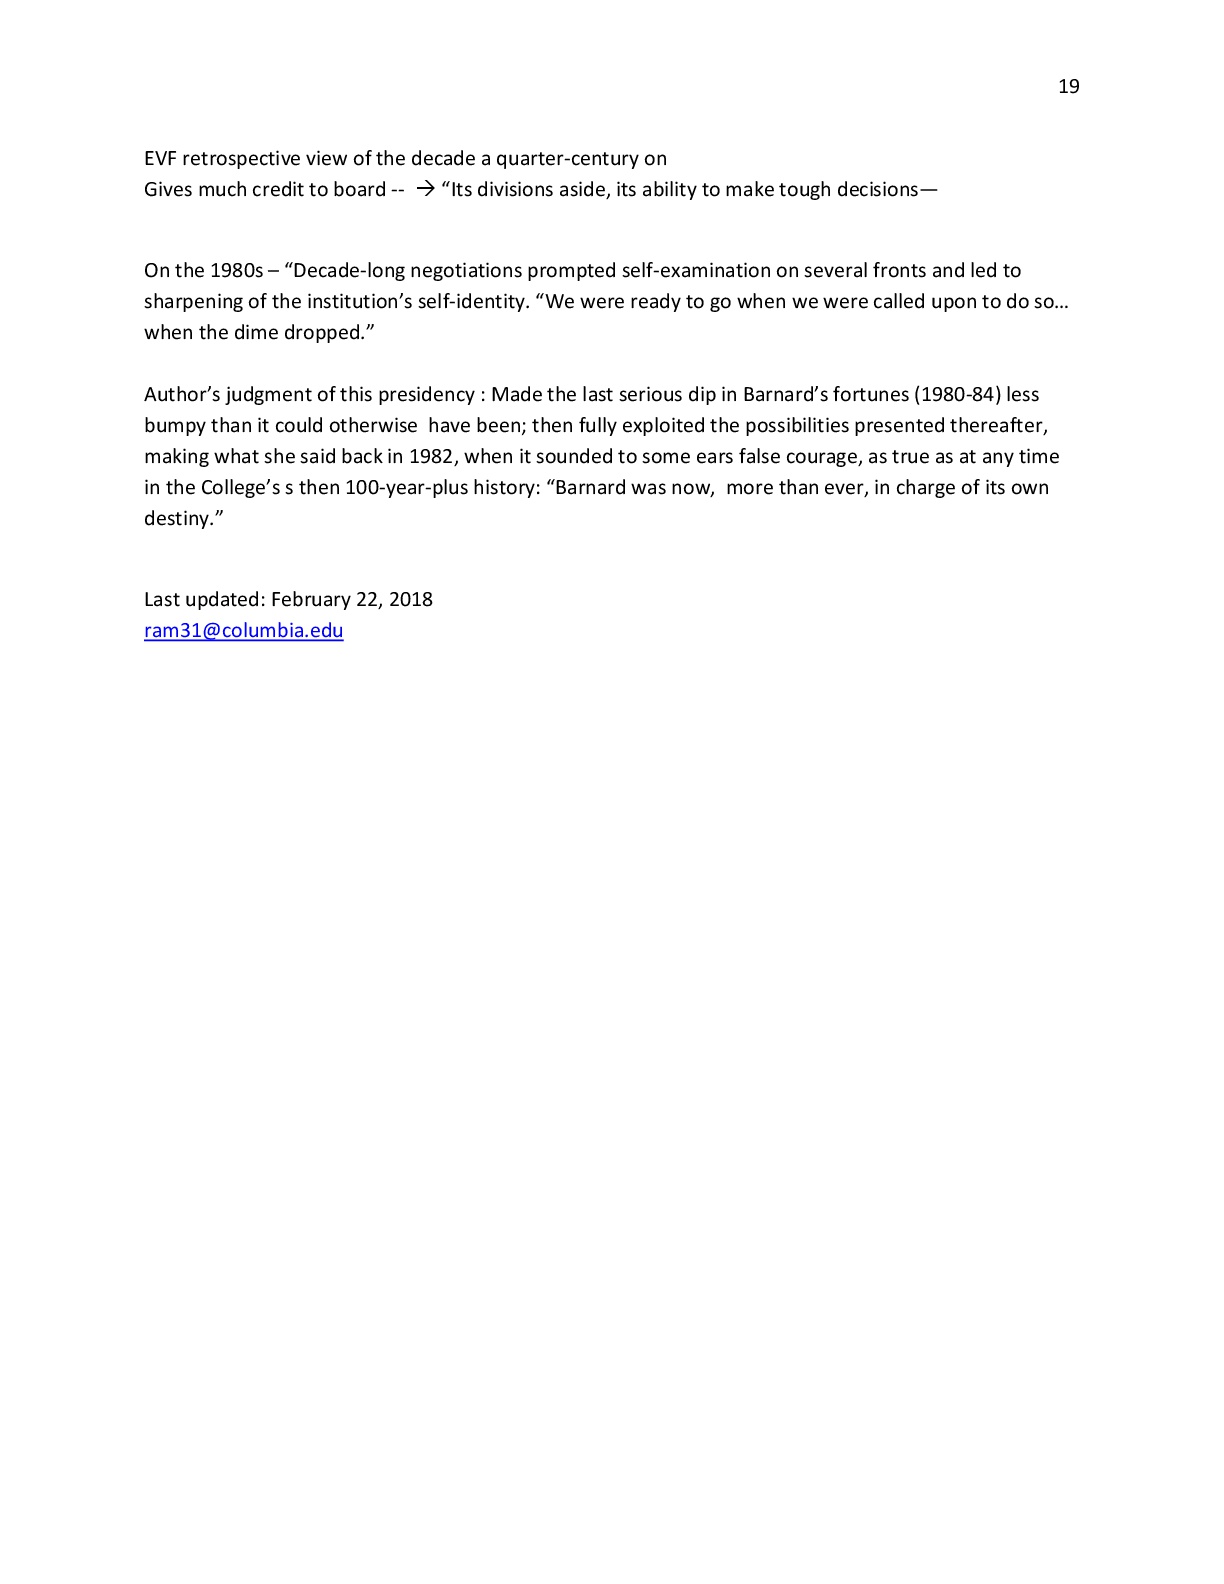 19
EVF retrospective view of the decade a quarter-century on
Gives much credit to board --  → “Its divisions aside, its ability to make tough decisions—
On the 1980s – “Decade-long negotiations prompted self-examination on several fronts and led to
sharpening of the institution’s self-identity. “We were ready to go when we were called upon to do so…
when the dime dropped.”
Author’s judgment of this presidency : Made the last serious dip in Barnard’s fortunes (1980-84) less
bumpy than it could otherwise  have been; then fully exploited the possibilities presented thereafter,
making what she said back in 1982, when it sounded to some ears false courage, as true as at any time
in the College’s s then 100-year-plus history: “Barnard was now,  more than ever, in charge of its own
destiny.”
Last updated: February 22, 2018
ram31@columbia.edu